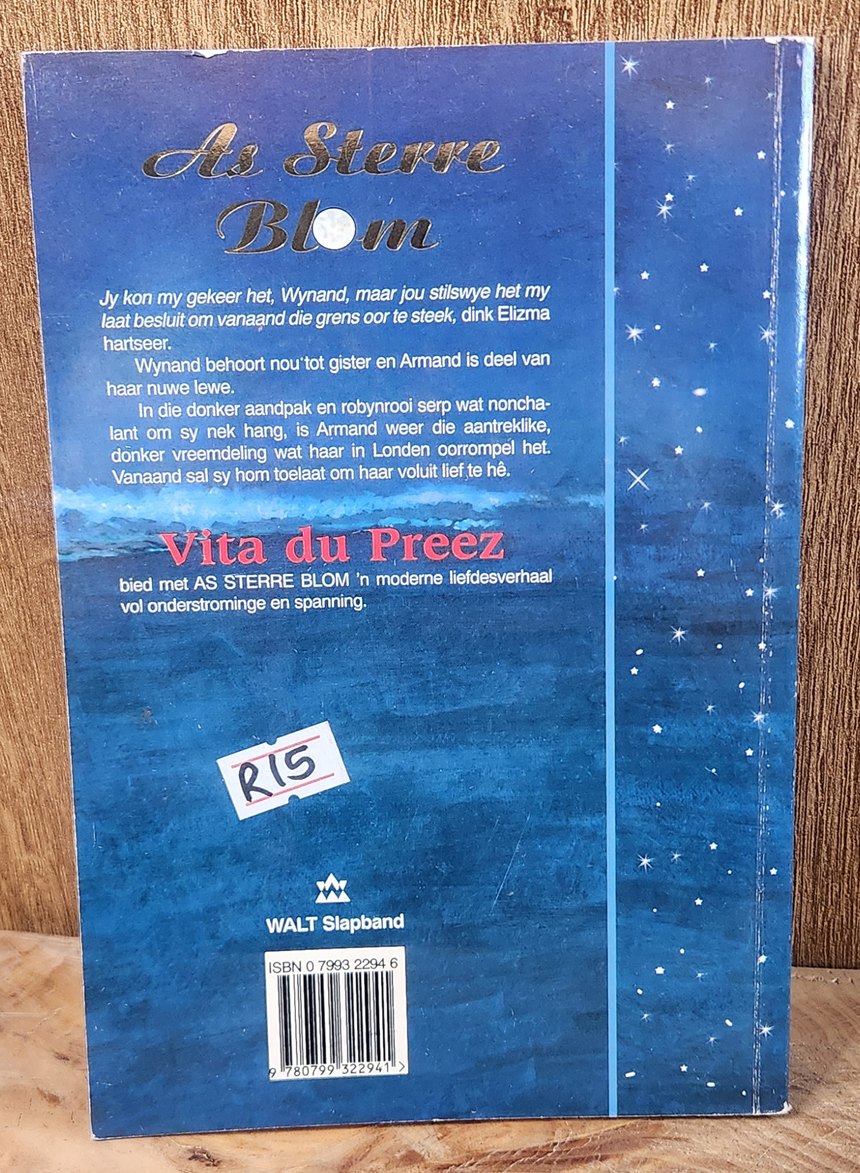 As Sterre
Blom
Jy kon my gekeer het, Wynand, maar jou stilswye het my
laat besluit om vanaand die grens oor te steek, dink Elizma
hartseer.
Wynand behoort nou tot gister en Armand is deel van
haar nuwe lewe.
In die donker aandpak en robynrooi serp wat noncha-
lant om sy nek hang, is Armand weer die aantreklike,
donker vreemdeling wat haar in Londen oorrompel het.
Vanaand sal sy hom toelaat om haar voluit lief te hê.
Vita du Preez
bied met AS STERRE BLOM 'n moderne liefdesverhaal
vol onderstrominge en spanning.
R15
WALT Slapband
ISBN 0 7993 2294 6
9 780799 322941 >